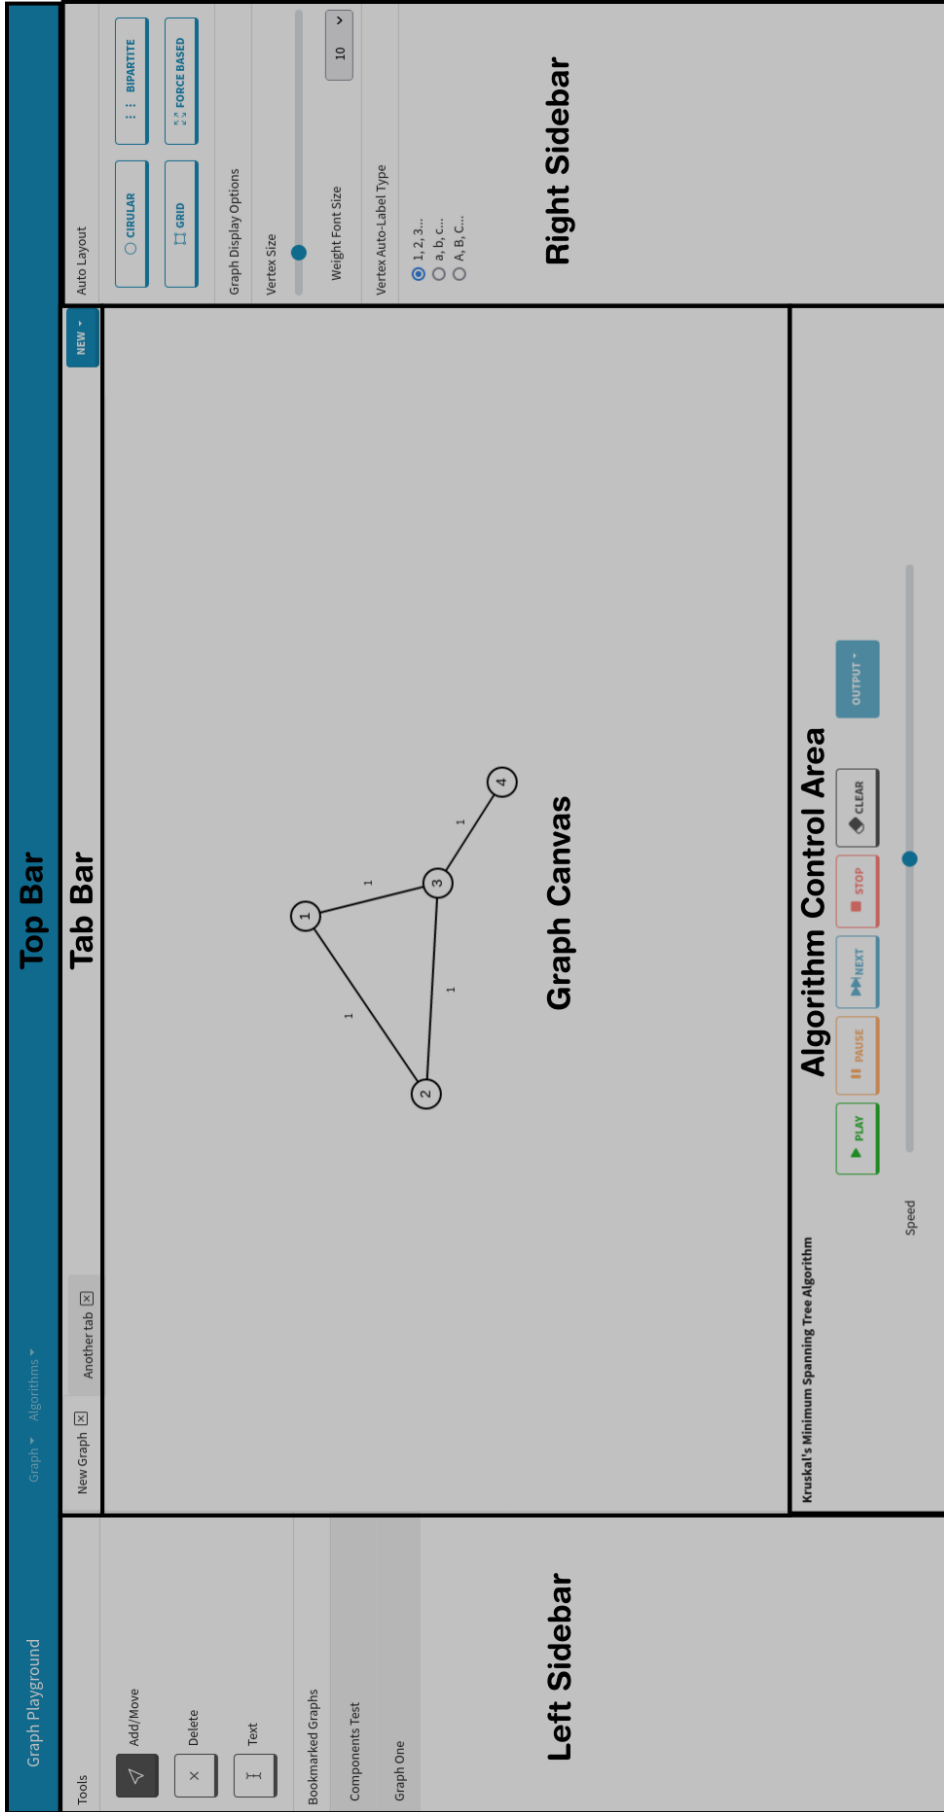 Graph Playground
Graph
Algorithms
Top Bar
Tools
Add/Move
Delete
Text
Bookmarked Graphs
Components Test
Graph One
Left Sidebar
New Graph
Another tab
Tab Bar
NEW
1
2
3
4
1
1
1
1
Graph Canvas
Kruskal's Minimum Spanning Tree Algorithm
Algorithm Control Area
PLAY
PAUSE
NEXT
STOP
CLEAR
OUTPUT
Speed
Auto Layout
CIRULAR
BIPARTITE
GRID
FORCE BASED
Graph Display Options
Vertex Size
Weight Font Size
10
Vertex Auto-Label Type
1, 2, 3...
a, b, c...
A, B, C...
Right Sidebar